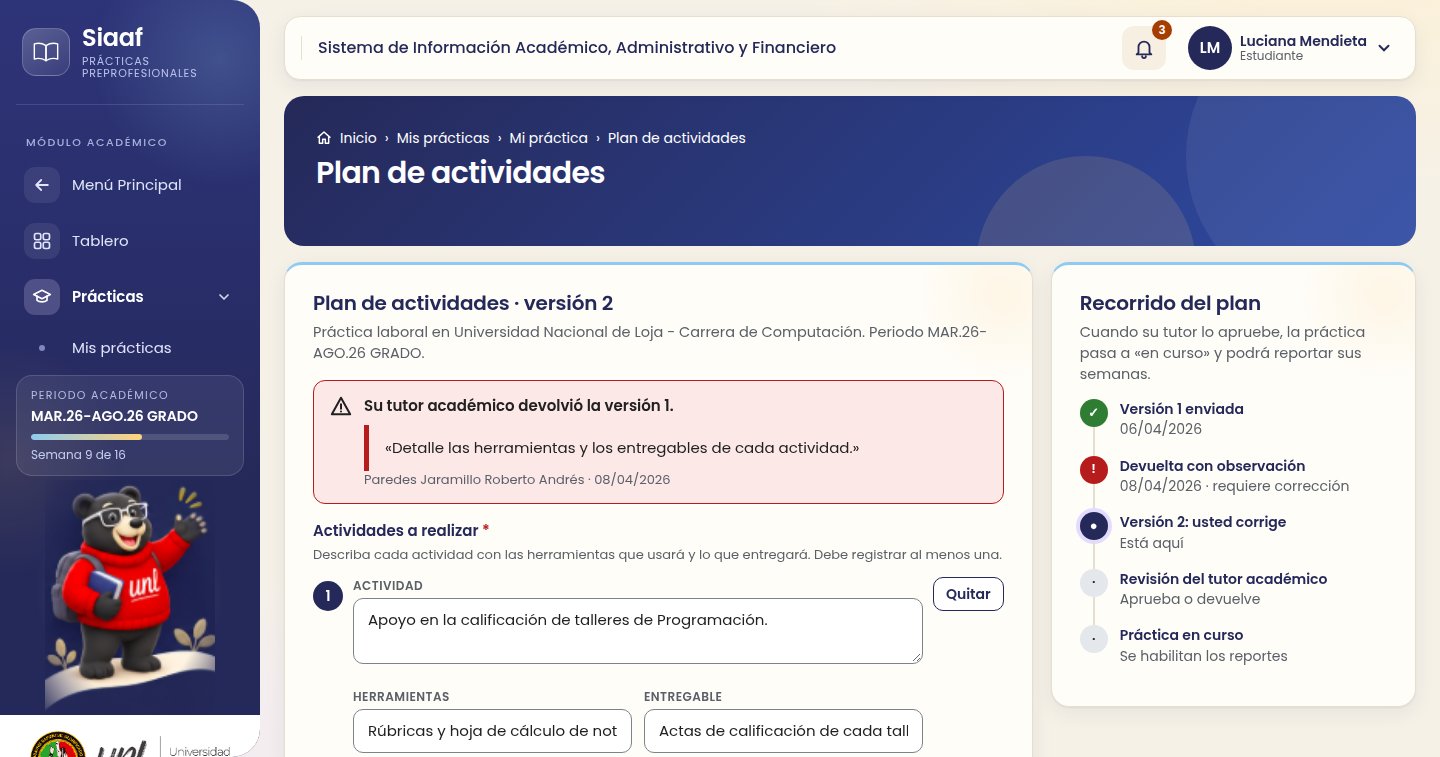 Siaaf
PRÁCTICAS
PREPROFESIONALES
MÓDULO ACADÉMICO
Menú Principal
Tablero
Prácticas
Mis prácticas
PERIODO ACADÉMICO
MAR.26-AGO.26 GRADO
Semana 9 de 16
unl
unl
Universidad
Sistema de Información Académico, Administrativo y Financiero
3
LM
Luciana Mendieta
Estudiante
Inicio › Mis prácticas › Mi práctica › Plan de actividades
Plan de actividades
Plan de actividades · versión 2
Práctica laboral en Universidad Nacional de Loja - Carrera de Computación. Periodo MAR.26-
AGO.26 GRADO.
Su tutor académico devolvió la versión 1.
«Detalle las herramientas y los entregables de cada actividad.»
Paredes Jaramillo Roberto Andrés · 08/04/2026
Actividades a realizar *
Describa cada actividad con las herramientas que usará y lo que entregará. Debe registrar al menos una.
1
ACTIVIDAD
Quitar
Apoyo en la calificación de talleres de Programación.
HERRAMIENTAS
ENTREGABLE
Rúbricas y hoja de cálculo de not
Actas de calificación de cada tall
Recorrido del plan
Cuando su tutor lo apruebe, la práctica
pasa a «en curso» y podrá reportar sus
semanas.
✓
Versión 1 enviada
06/04/2026
!
Devuelta con observación
08/04/2026 · requiere corrección
Versión 2: usted corrige
Está aquí
Revisión del tutor académico
Aprueba o devuelve
Práctica en curso
Se habilitan los reportes